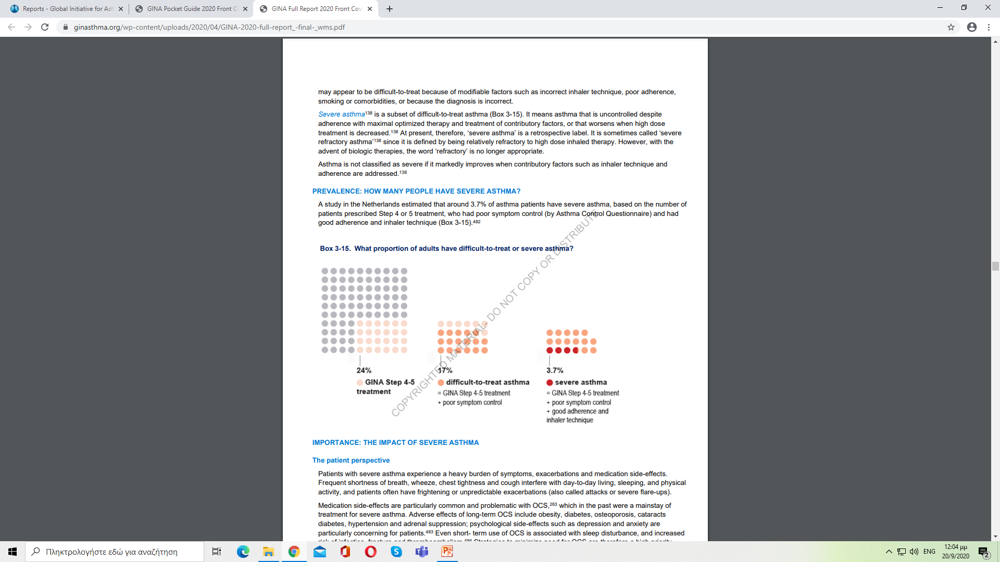 Reports - Global Initiative for Ast
GINA Pocket Guide 2020 Front C
GINA Full Report 2020 Front Cov
ginasthma.org/wp-content/uploads/2020/04/GINA-2020-full-report_-final-_wms.pdf
may appear to be difficult-to-treat because of modifiable factors such as incorrect inhaler technique, poor adherence,
smoking or comorbidities, or because the diagnosis is incorrect.
Severe asthma138 is a subset of difficult-to-treat asthma (Box 3-15). It means asthma that is uncontrolled despite
adherence with maximal optimized therapy and treatment of contributory factors, or that worsens when high dose
treatment is decreased.138 At present, therefore, ‘severe asthma’ is a retrospective label. It is sometimes called ‘severe
refractory asthma’138 since it is defined by being relatively refractory to high dose inhaled therapy. However, with the
advent of biologic therapies, the word ‘refractory’ is no longer appropriate.
Asthma is not classified as severe if it markedly improves when contributory factors such as inhaler technique and
adherence are addressed.138
PREVALENCE: HOW MANY PEOPLE HAVE SEVERE ASTHMA?
A study in the Netherlands estimated that around 3.7% of asthma patients have severe asthma, based on the number of
patients prescribed Step 4 or 5 treatment, who had poor symptom control (by Asthma Control Questionnaire) and had
good adherence and inhaler technique (Box 3-15).482
Box 3-15. What proportion of adults have difficult-to-treat or severe asthma?
COPYRIGHTED MATERIAL- DO NOT COPY OR DISTRIBUTE
24%
GINA Step 4-5
treatment
17%
difficult-to-treat asthma
= GINA Step 4-5 treatment
+ poor symptom control
3.7%
severe asthma
= GINA Step 4-5 treatment
+ poor symptom control
+ good adherence and
inhaler technique
IMPORTANCE: THE IMPACT OF SEVERE ASTHMA
The patient perspective
Patients with severe asthma experience a heavy burden of symptoms, exacerbations and medication side-effects.
Frequent shortness of breath, wheeze, chest tightness and cough interfere with day-to-day living, sleeping, and physical
activity, and patients often have frightening or unpredictable exacerbations (also called attacks or severe flare-ups).
Medication side-effects are particularly common and problematic with OCS,263 which in the past were a mainstay of
treatment for severe asthma. Adverse effects of long-term OCS include obesity, diabetes, osteoporosis, cataracts
diabetes, hypertension and adrenal suppression; psychological side-effects such as depression and anxiety are
particularly concerning for patients.483 Even short- term use of OCS is associated with sleep disturbance, and increased
risk of infection, fracture and thromboembolism.484 Strategies to minimize need for OCS are therefore a high priority.
Πληκτρολογήστε εδώ για αναζήτηση
ENG
12:04 μμ
20/9/2020
2